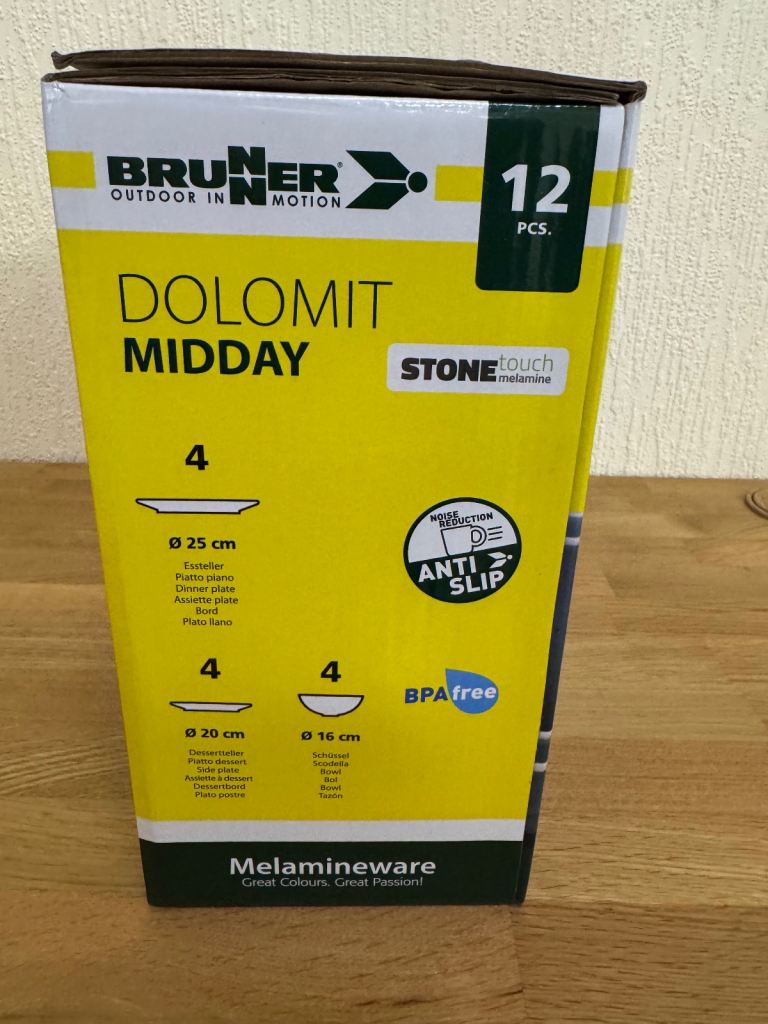 BRUNNER®
OUTDOOR IN MOTION
12
PCS.
DOLOMIT
MIDDAY
STONE touch
melamine
4
Ø 25 cm
Essteller
Piatto piano
Dinner plate
Assiette plate
Bord
Plato llano
NOISE
REDUCTION
ANTI
SLIP
4
Ø 20 cm
Dessertteller
Piatto dessert
Side plate
Assiette à dessert
Dessertbord
Plato postre
4
Ø 16 cm
Schüssel
Scodella
Bowl
Bol
Bowl
Tazón
BPA free
Melamineware
Great Colours. Great Passion!